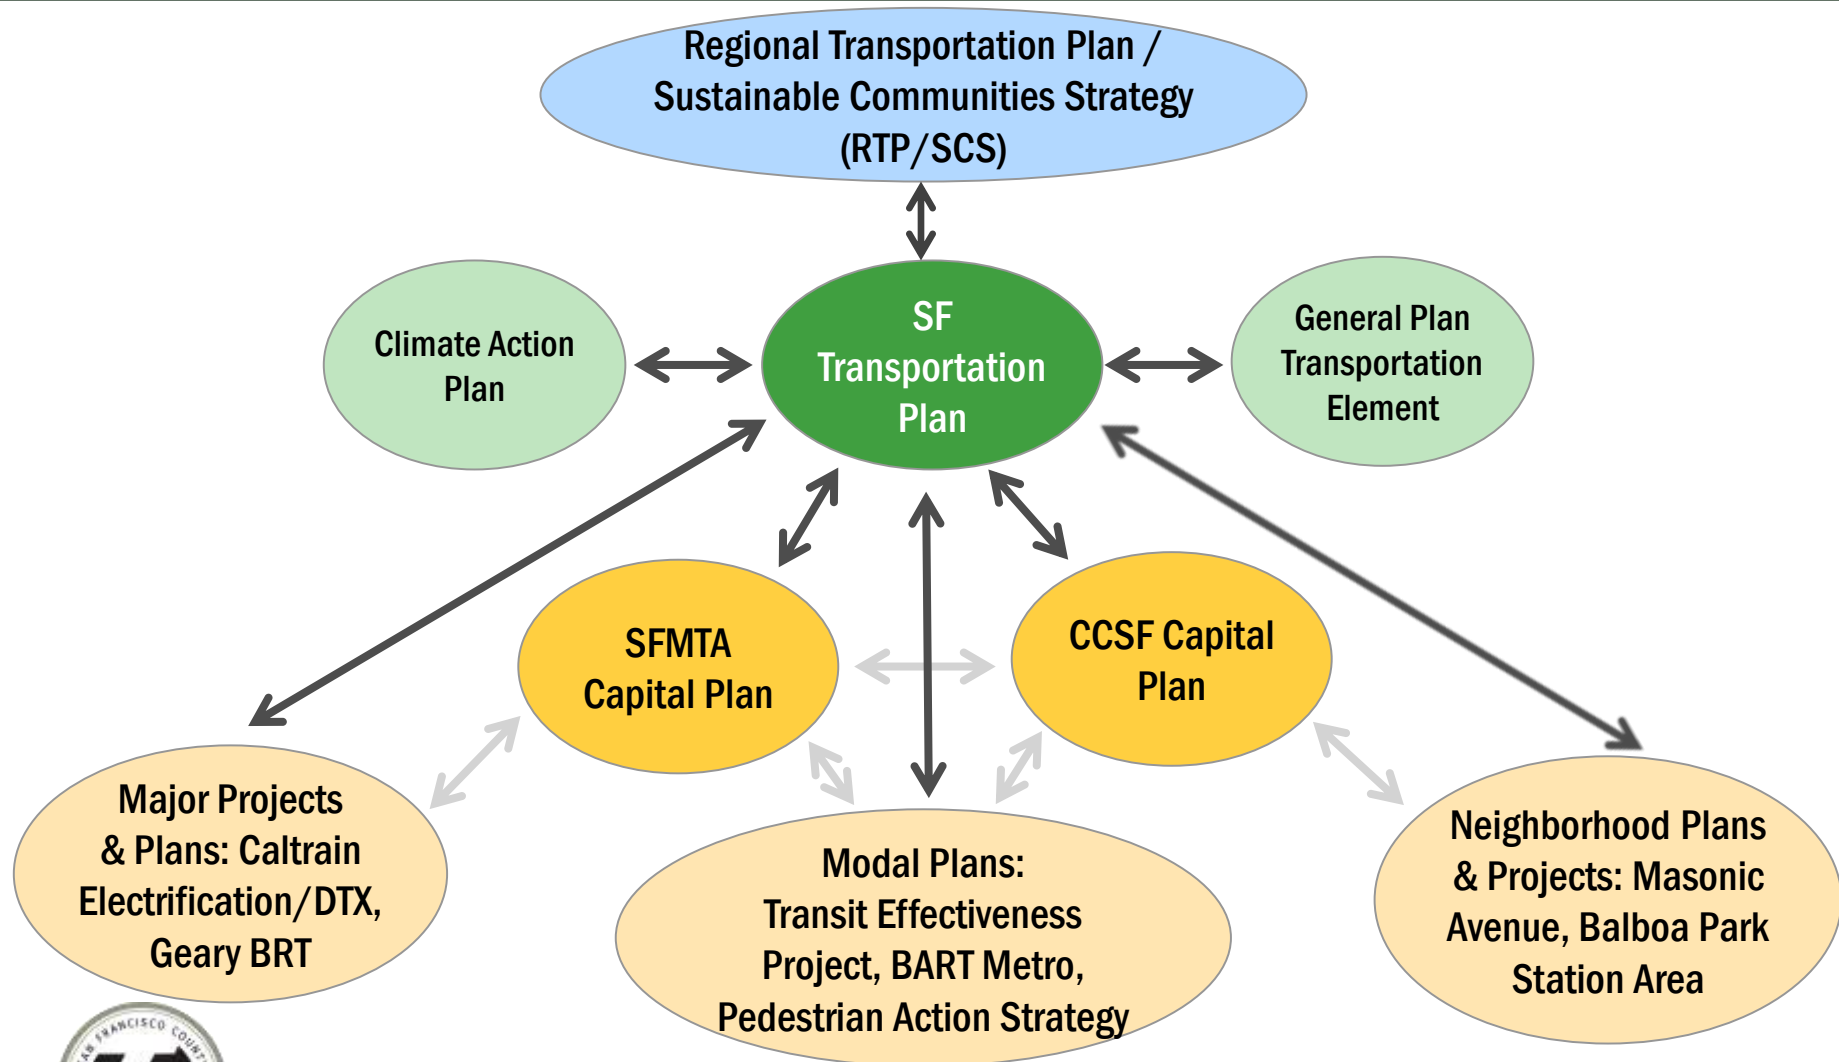 Regional Transportation Plan /
Sustainable Communities Strategy
(RTP/SCS)
Climate Action
Plan
SF
Transportation
Plan
General Plan
Transportation
Element
SFMTA
Capital Plan
CCSF Capital
Plan
Major Projects
& Plans: Caltrain
Electrification/DTX,
Geary BRT
Modal Plans:
Transit Effectiveness
Project, BART Metro,
Pedestrian Action Strategy
Neighborhood Plans
& Projects: Masonic
Avenue, Balboa Park
Station Area
FRANCISCO